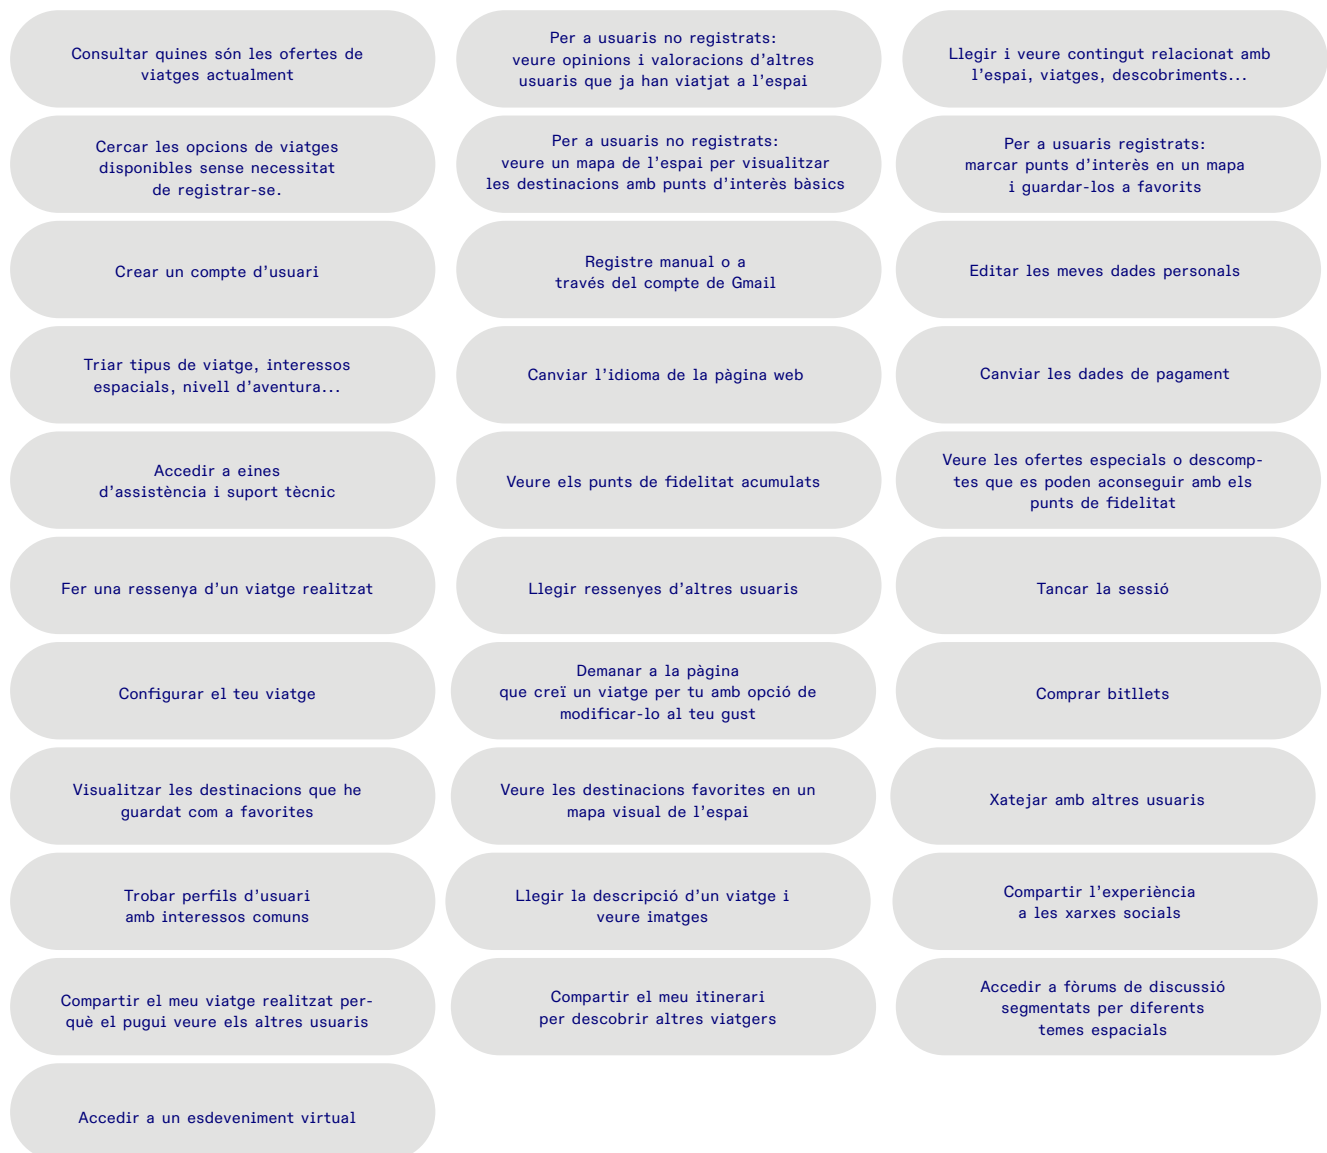 Consultar quines són les ofertes de
viatges actualment
Per a usuaris no registrats:
veure opinions i valoracions d'altres
usuaris que ja han viatjat a l'espai
Llegir i veure contingut relacionat amb
l'espai, viatges, descobriments...
Cercar les opcions de viatges
disponibles sense necessitat
de registrar-se.
Per a usuaris no registrats:
veure un mapa de l'espai per visualitzar
les destinacions amb punts d'interès bàsics
Per a usuaris registrats:
marcar punts d'interès en un mapa
i guardar-los a favorits
Crear un compte d'usuari
Registre manual o a
través del compte de Gmail
Editar les meves dades personals
Triar tipus de viatge, interessos
espacials, nivell d'aventura...
Canviar l'idioma de la pàgina web
Canviar les dades de pagament
Accedir a eines
d'assistència i suport tècnic
Veure els punts de fidelitat acumulats
Veure les ofertes especials o descomp-
tes que es poden aconseguir amb els
punts de fidelitat
Fer una ressenya d'un viatge realitzat
Llegir ressenyes d'altres usuaris
Tancar la sessió
Configurar el teu viatge
Demanar a la pàgina
que creï un viatge per tu amb opció de
modificar-lo al teu gust
Comprar bitllets
Visualitzar les destinacions que he
guardat com a favorites
Veure les destinacions favorites en un
mapa visual de l'espai
Xatejar amb altres usuaris
Trobar perfils d'usuari
amb interessos comuns
Llegir la descripció d'un viatge i
veure imatges
Compartir l'experiència
a les xarxes socials
Compartir el meu viatge realitzat per-
què el pugui veure els altres usuaris
Compartir el meu itinerari
per descobrir altres viatgers
Accedir a fòrums de discussió
segmentats per diferents
temes espacials
Accedir a un esdeveniment virtual